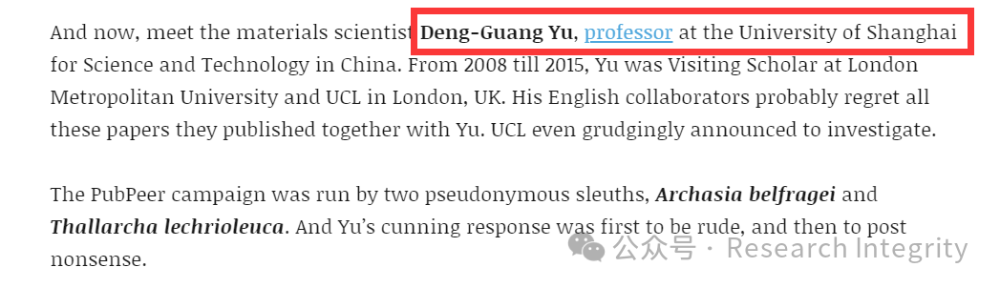 And now, meet the materials scientist Deng-Guang Yu, professor at the University of Shanghai
for Science and Technology in China. From 2008 till 2015, Yu was Visiting Scholar at London
Metropolitan University and UCL in London, UK. His English collaborators probably regret all
these papers they published together with Yu. UCL even grudgingly announced to investigate.
The PubPeer campaign was run by two pseudonymous sleuths, Archasia belfragei and
Thallarcha lechrioleuca. And Yu’s cunning response was first to be rude, and then to post
nonsense.
公众号 · Research Integrity